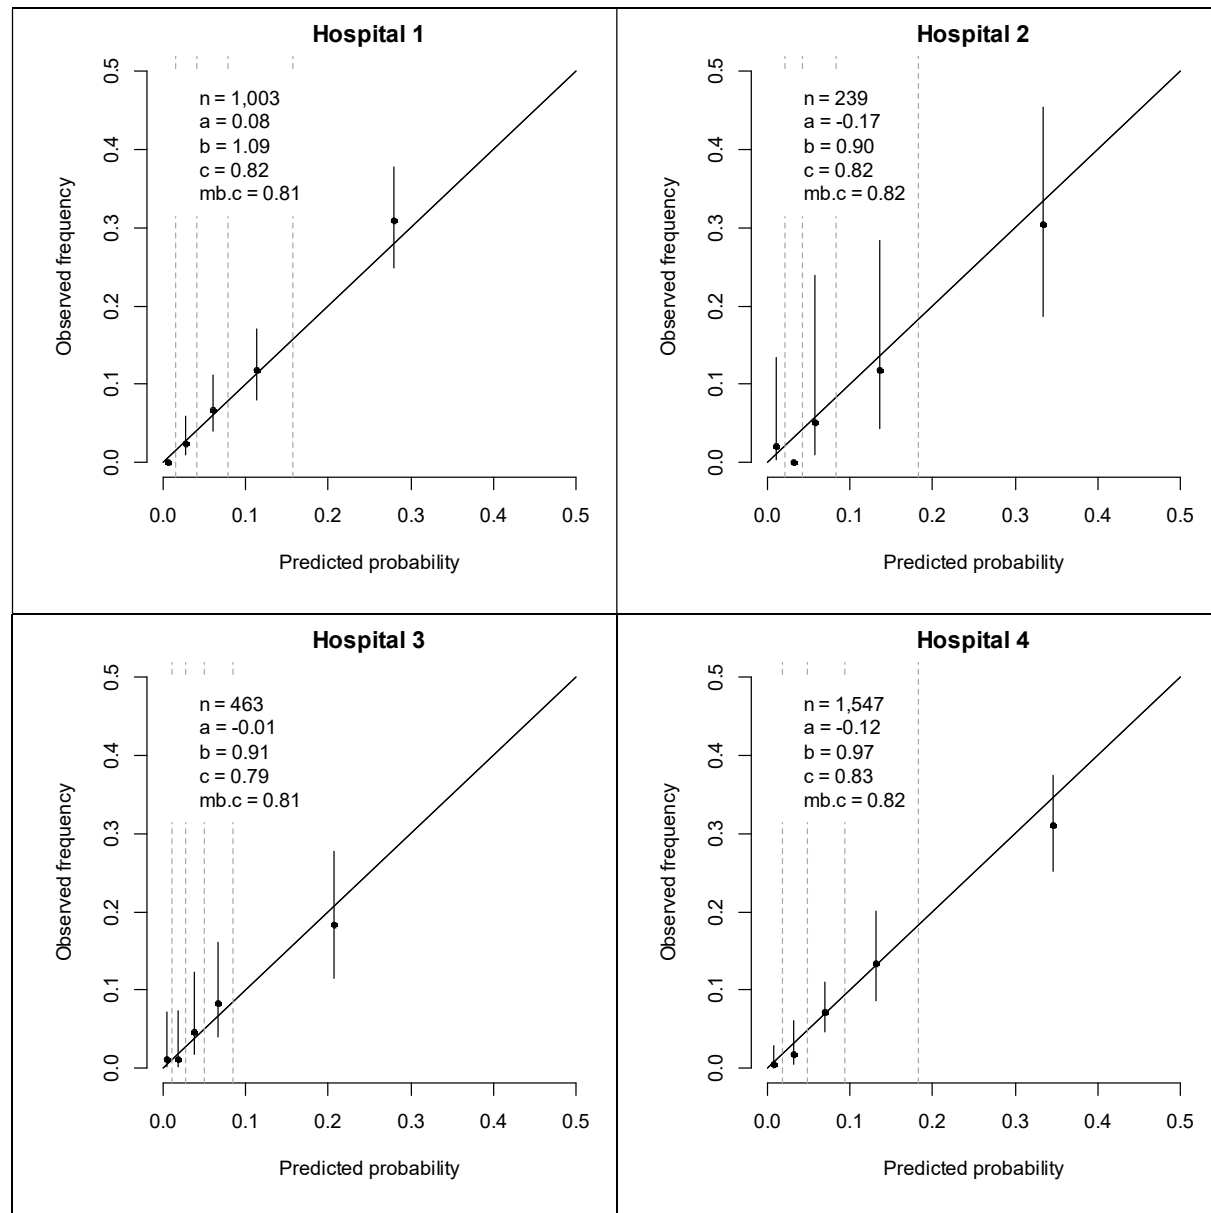 Hospital 1
0.5
0.4
0.3
0.2
0.1
0.0
Observed frequency
n = 1,003
a = 0.08
b = 1.09
c = 0.82
mb.c = 0.81
0.0 0.1 0.2 0.3 0.4 0.5
Predicted probability
Hospital 2
0.5
0.4
0.3
0.2
0.1
0.0
Observed frequency
n = 239
a = -0.17
b = 0.90
c = 0.82
mb.c = 0.82
0.0 0.1 0.2 0.3 0.4 0.5
Predicted probability
Hospital 3
0.5
0.4
0.3
0.2
0.1
0.0
Observed frequency
n = 463
a = -0.01
b = 0.91
c = 0.79
mb.c = 0.81
0.0 0.1 0.2 0.3 0.4 0.5
Predicted probability
Hospital 4
0.5
0.4
0.3
0.2
0.1
0.0
Observed frequency
n = 1,547
a = -0.12
b = 0.97
c = 0.83
mb.c = 0.82
0.0 0.1 0.2 0.3 0.4 0.5
Predicted probability